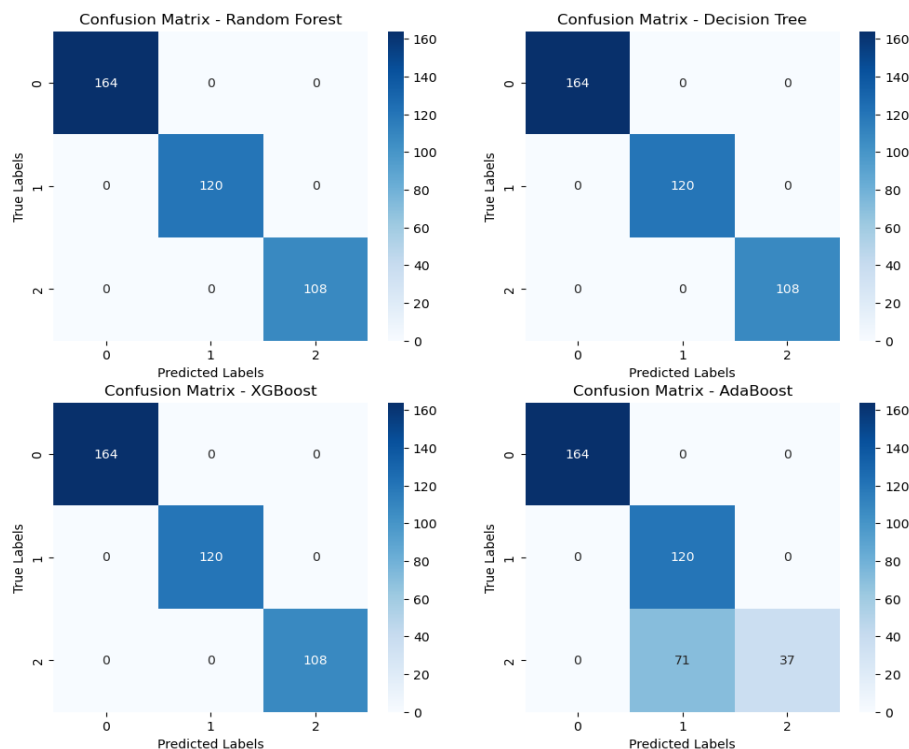 Confusion Matrix - Random Forest
0 164 0 0
1 0 120 0
2 0 0 108
0 1 2
True Labels
Predicted Labels
160
140
120
100
80
60
40
20
0
Confusion Matrix - Decision Tree
0 164 0 0
1 0 120 0
2 0 0 108
0 1 2
True Labels
Predicted Labels
160
140
120
100
80
60
40
20
0
Confusion Matrix - XGBoost
0 164 0 0
1 0 120 0
2 0 0 108
0 1 2
True Labels
Predicted Labels
160
140
120
100
80
60
40
20
0
Confusion Matrix - AdaBoost
0 164 0 0
1 0 120 0
2 0 71 37
0 1 2
True Labels
Predicted Labels
160
140
120
100
80
60
40
20
0